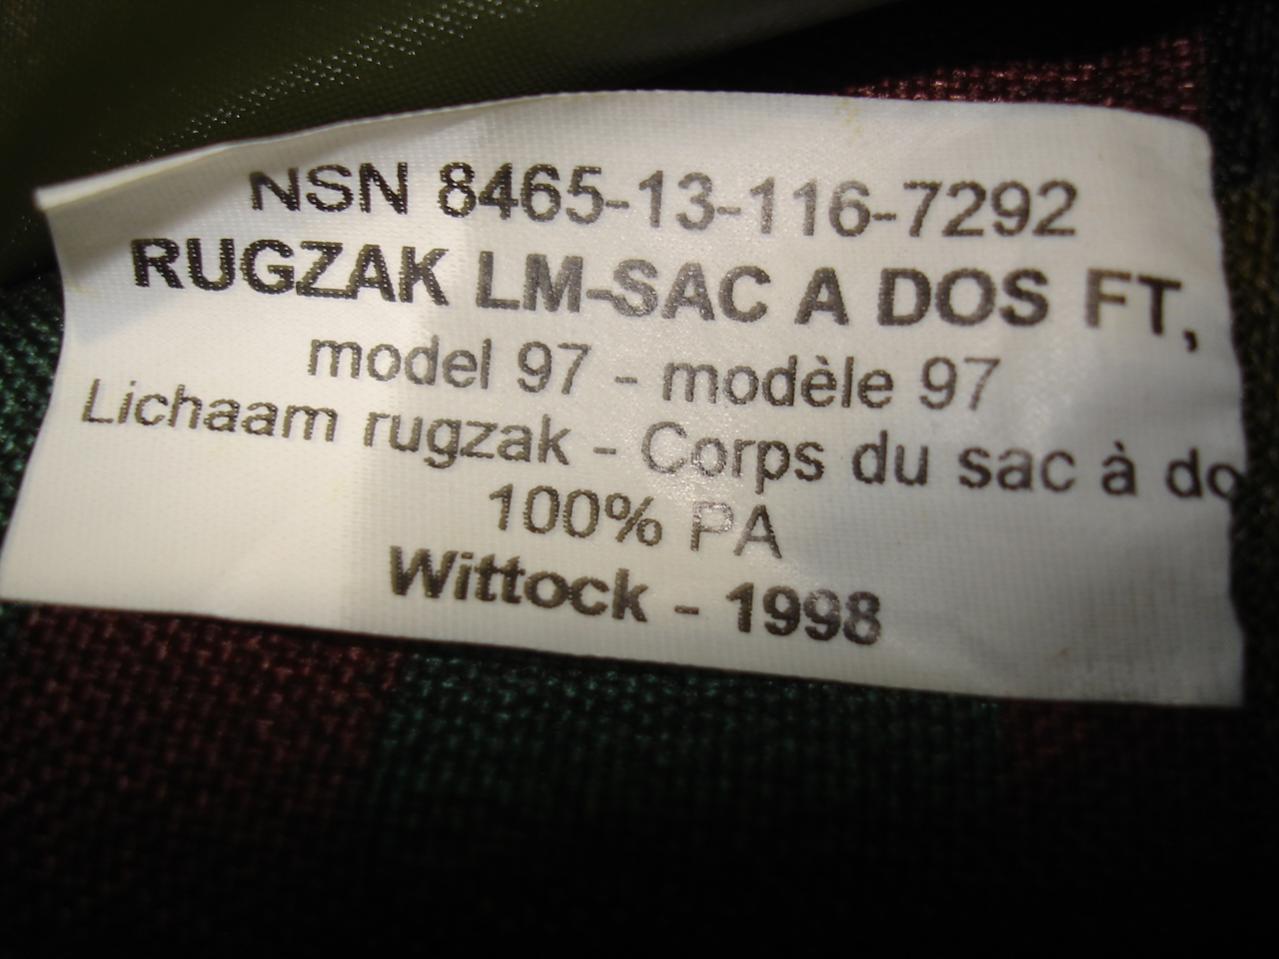 NSN 8465-13-116-7292
RUGZAK LM-SAC A DOS FT,
model 97 - modèle 97
Lichaam rugzak - Corps du sac à do
100% PA
Wittock - 1998